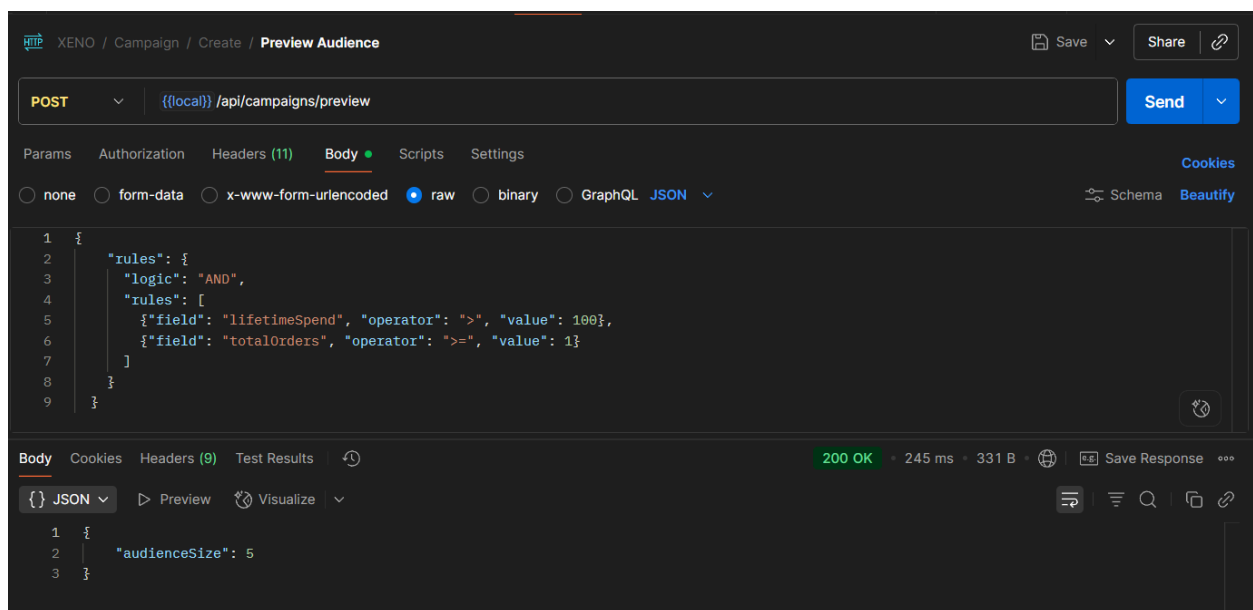 HTTP XENO / Campaign / Create / Preview Audience Save Share
POST {{local}} /api/campaigns/preview Send
Params Authorization Headers (11) Body Scripts Settings Cookies
none form-data x-www-form-urlencoded raw binary GraphQL JSON Schema Beautify
1 {
2 "rules": {
3 "logic": "AND",
4 "rules": [
5 {"field": "lifetimeSpend", "operator": ">", "value": 100},
6 {"field": "totalOrders", "operator": ">=", "value": 1}
7 ]
8 }
9 }
Body Cookies Headers (9) Test Results 200 OK • 245 ms • 331 B • e.g. Save Response
{} JSON Preview Visualize
1 {
2 "audienceSize": 5
3 }